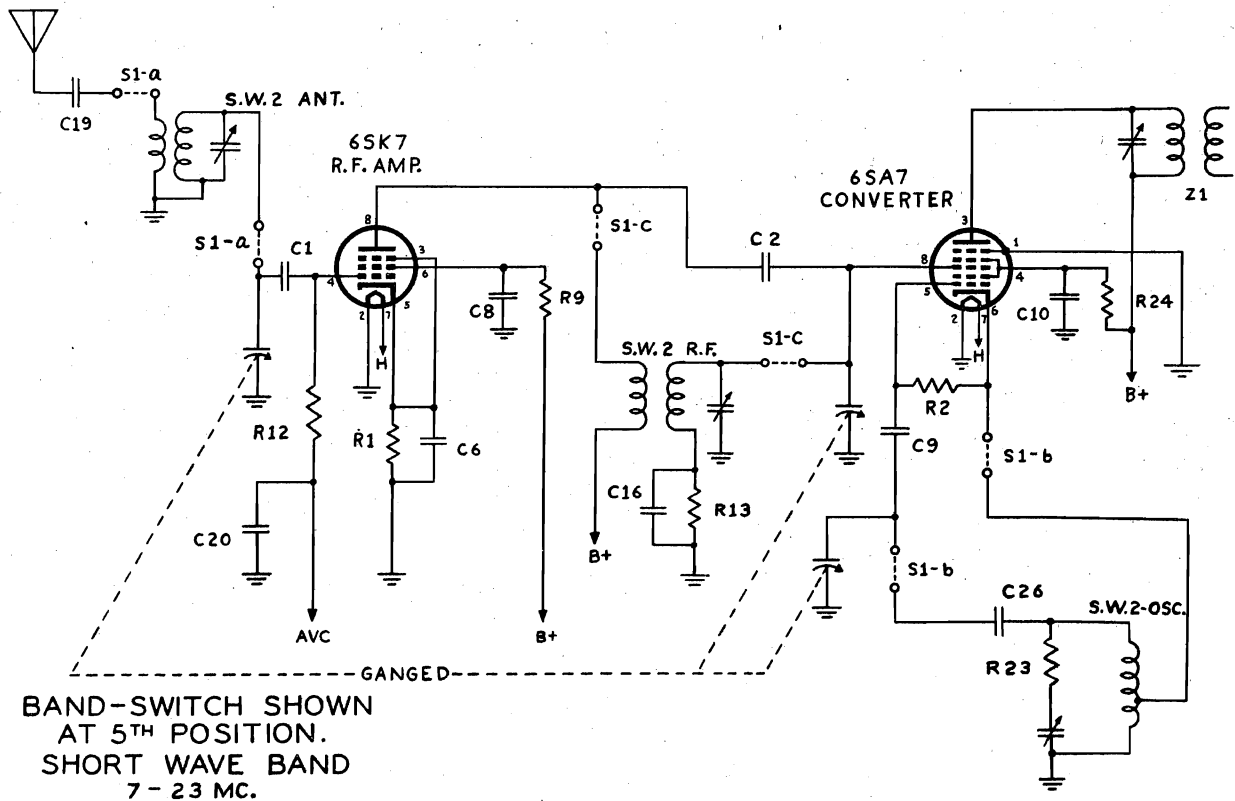 S1-a
C19
S.W.2 ANT.
6SK7
R.F. AMP.
6SA7
CONVERTER
Z1
S1-a
C1
8
3
6
4
5
2
7
H
C8
R9
S1-C
C2
3
1
8
4
5
6
2
7
H
C10
R24
B+
S.W.2 R.F.
S1-C
R12
R1
C6
R2
C9
S1-b
C20
C16
R13
B+
S1-b
C26
S.W.2-OSC.
AVC
B+
R23
GANGED
BAND-SWITCH SHOWN
AT 5TH POSITION.
SHORT WAVE BAND
7-23 MC.